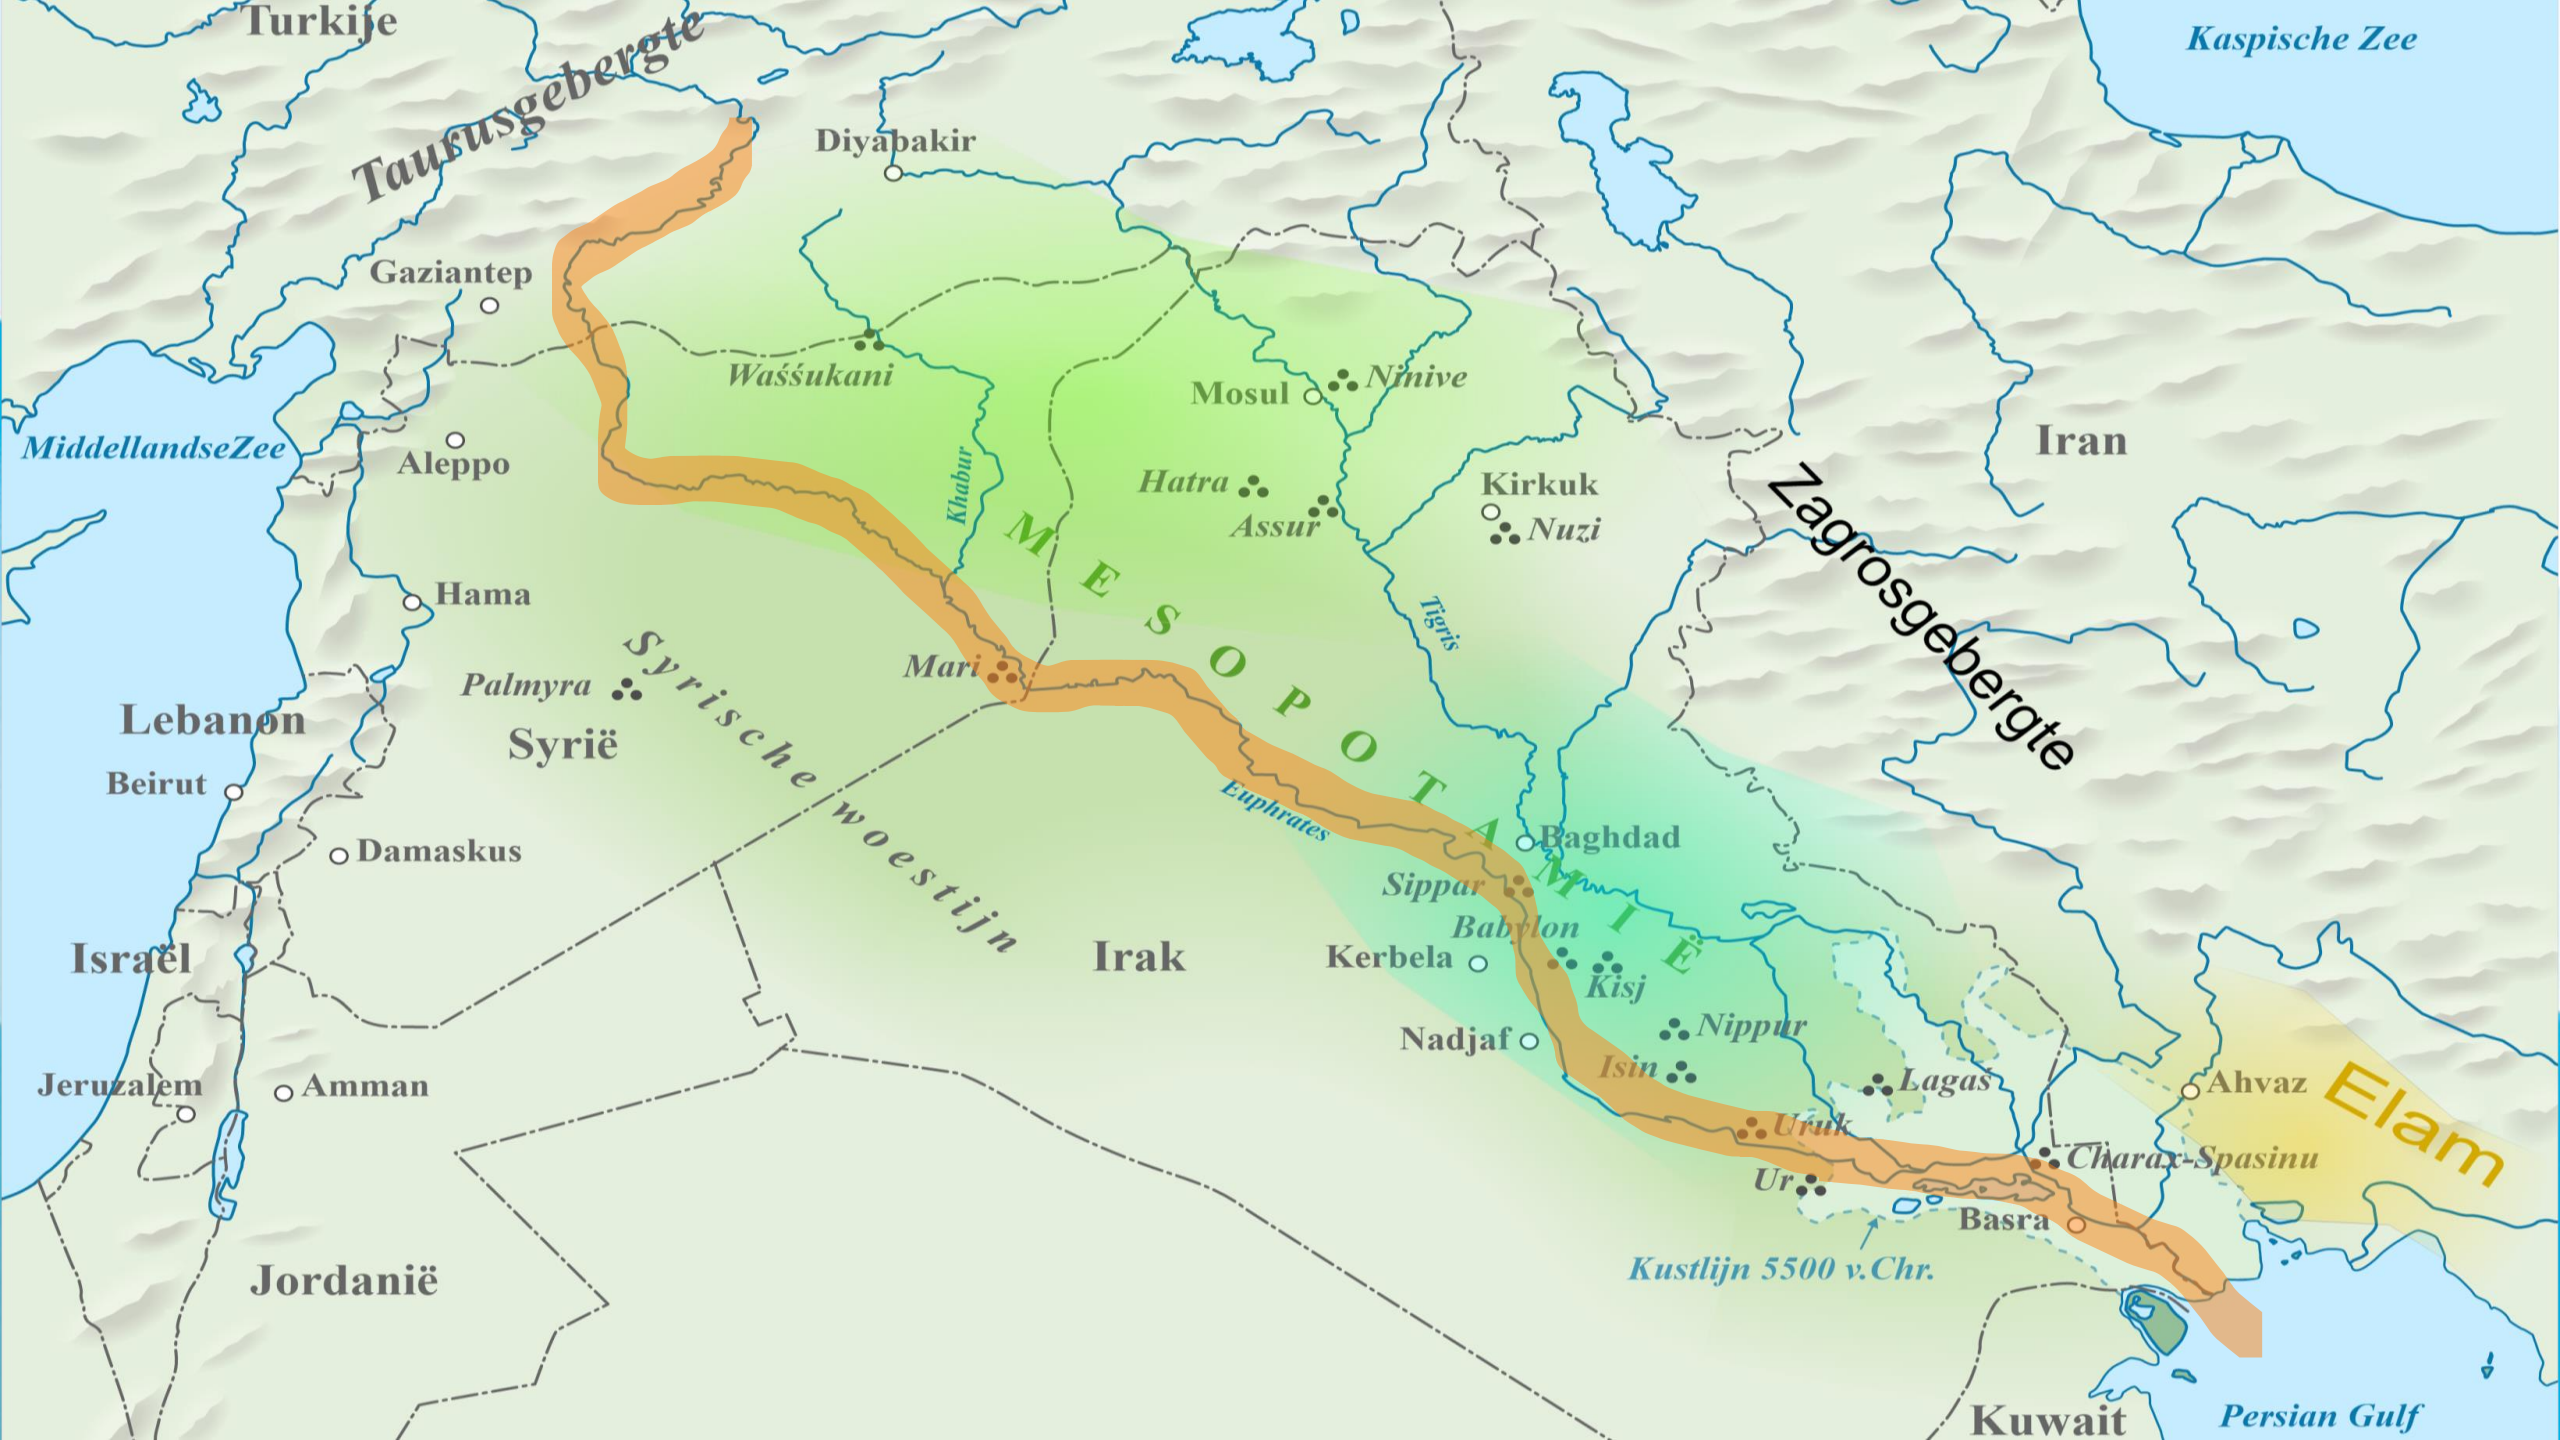 Turkije
Kaspische Zee
Taurusgebergte
Diyabakir
Gaziantep
Waśśukani
Mosul
Ninive
MiddellandseZee
Aleppo
Iran
Khabur
Hatra
Kirkuk
Assur
Nuzi
Zagrosgebergte
Hama
Tigris
MESOPOTAMIË
Mari
Palmyra
Syrische woestijn
Lebanon
Syrië
Beirut
Euphrates
Damaskus
Baghdad
Sippar
Babylon
Israël
Irak
Kerbela
Kisj
Nadjaf
Nippur
Isin
Lagaś
Ahvaz
Elam
Jeruzalem
Amman
Uruk
Charax-Spasinu
Ur
Basra
Kustlijn 5500 v.Chr.
Jordanië
Kuwait
Persian Gulf